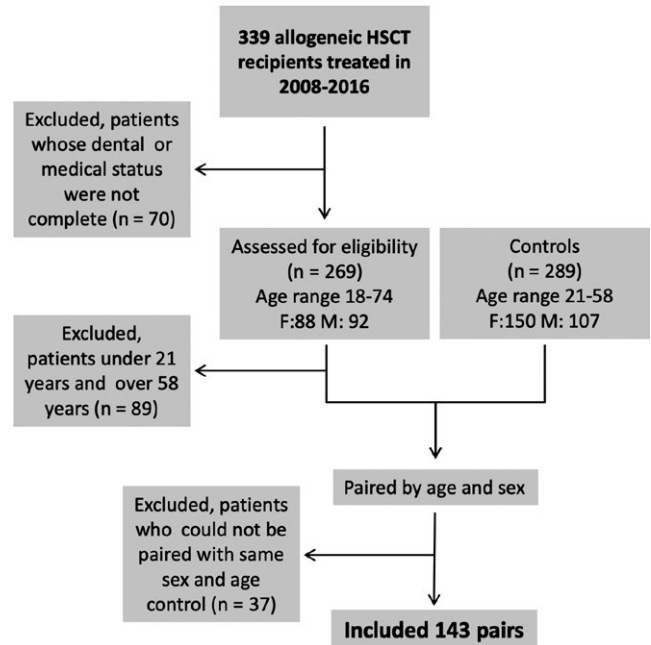 339 allogeneic HSCT
recipients treated in
2008-2016
Excluded, patients
whose dental or
medical status
were not
complete (n = 70)
Assessed for eligibility
(n = 269)
Age range 18-74
F:88 M: 92
Controls
(n = 289)
Age range 21-58
F:150 M: 107
Excluded,
patients under 21
years and over 58
years (n = 89)
Paired by age and sex
Excluded, patients
who could not be
paired with same
sex and age
control (n = 37)
Included 143 pairs